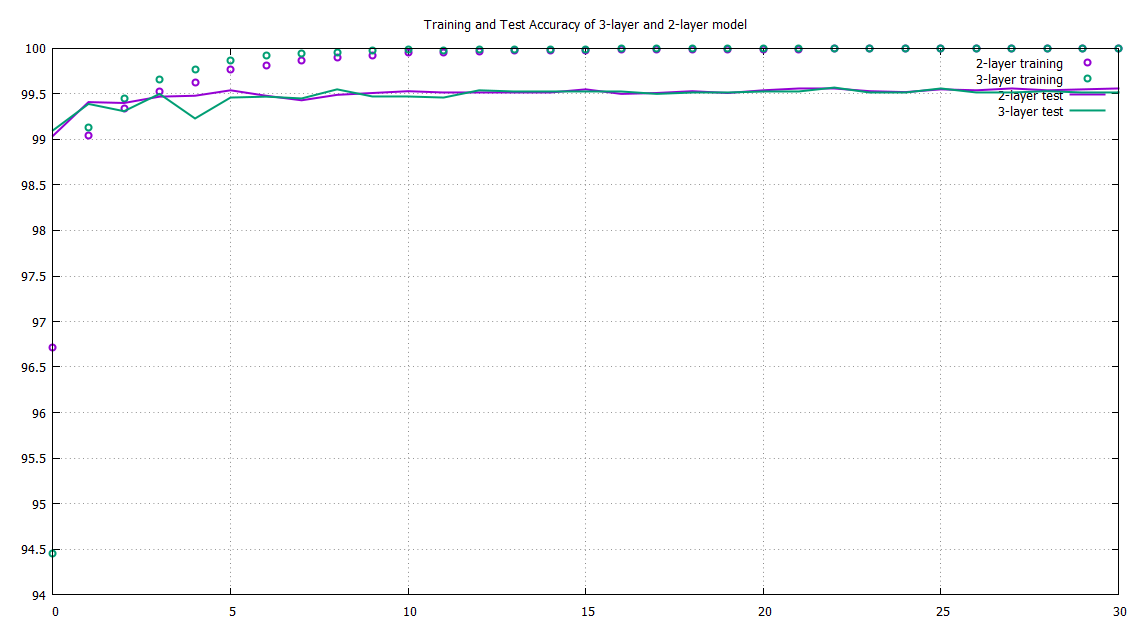 Training and Test Accuracy of 3-layer and 2-layer model
100
99.5
99
98.5
98
97.5
97
96.5
96
95.5
95
94.5
94
2-layer training
3-layer training
2-layer test
3-layer test
0 5 10 15 20 25 30